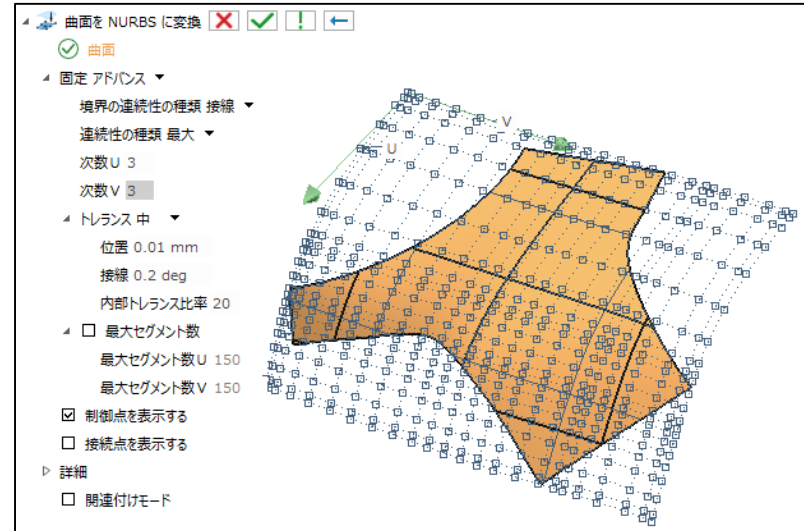 曲面を NURBS に変換
曲面
固定 アドバンス
境界の連続性の種類 接線
連続性の種類 最大
次数 U 3
次数 V 3
トレランス 中
位置 0.01 mm
接線 0.2 deg
内部トレランス比率 20
最大セグメント数
最大セグメント数 U 150
最大セグメント数 V 150
制御点を表示する
接続点を表示する
詳細
関連付けモード
V
U